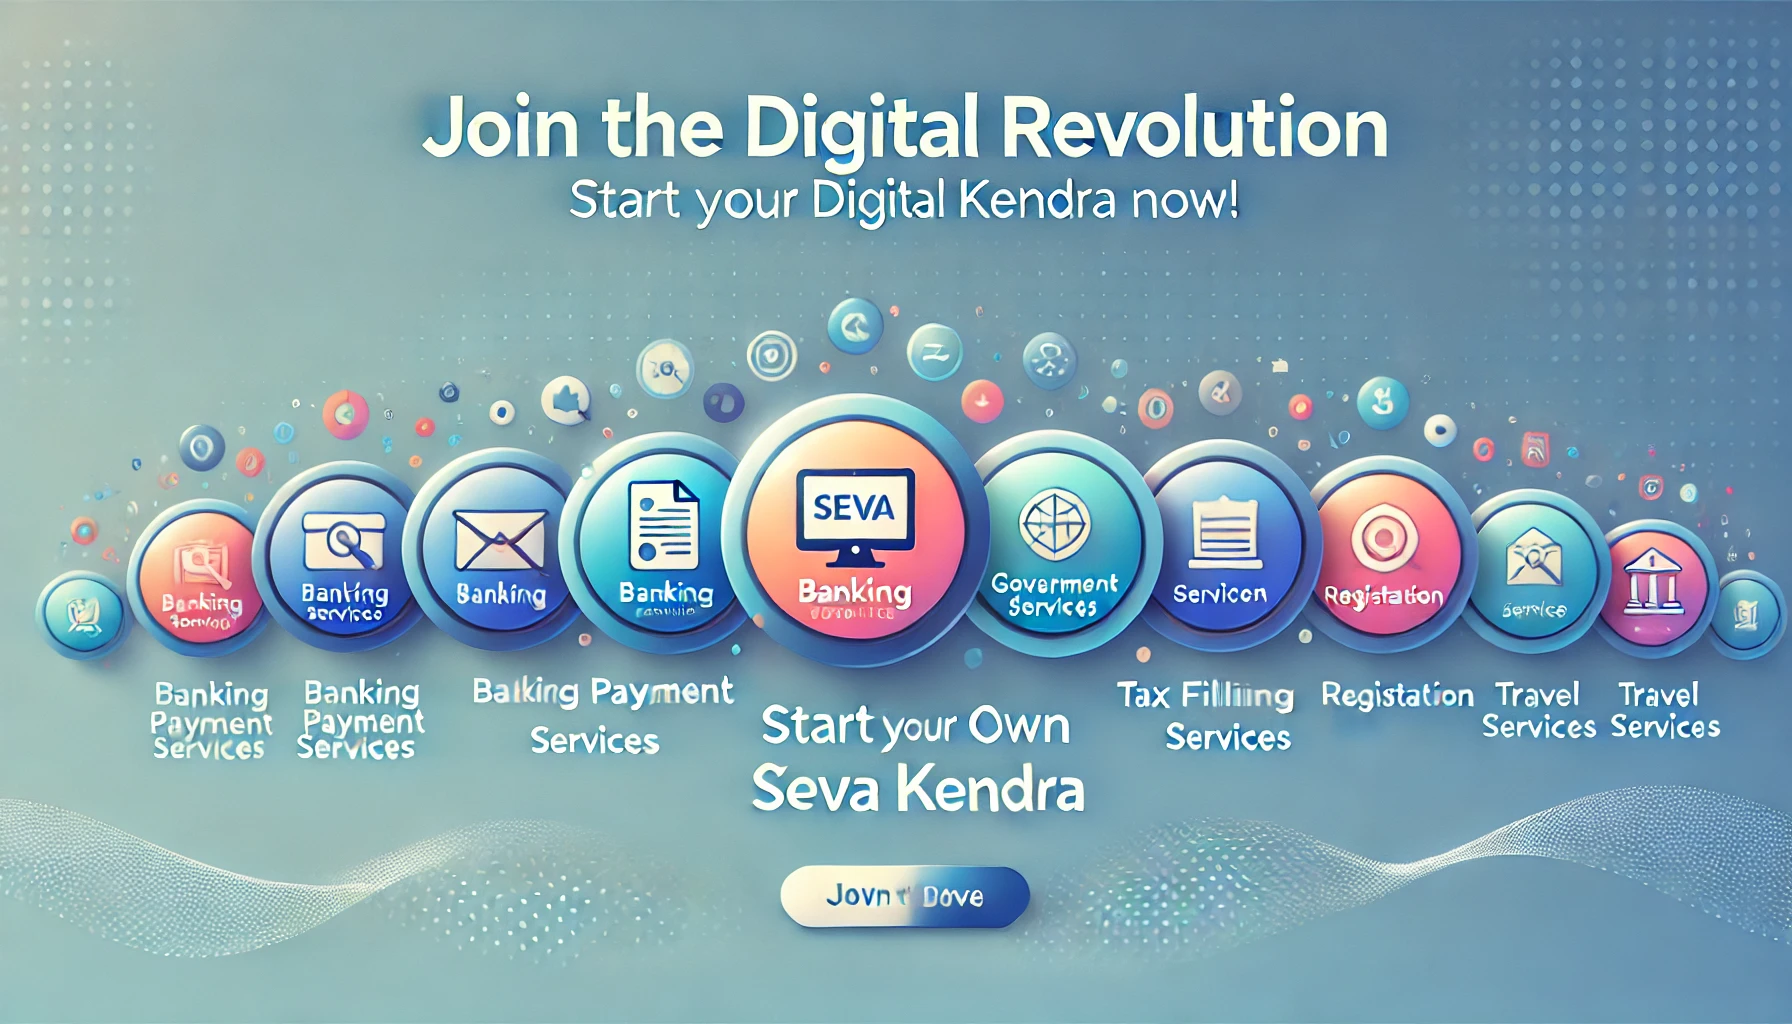 Join the Digital Revolution
Start your Digital Kendra now!
SEVA
Banking
Banking
Banking
Banking
Banking
Goverment
Services
Servicon
Registation
Banking
Payment
Services
Banking
Payment
Services
Payment
Services
Start your Own
Seva Kendra
Tax
Services
Registation
Travel
Services
Travel
Services
Dove